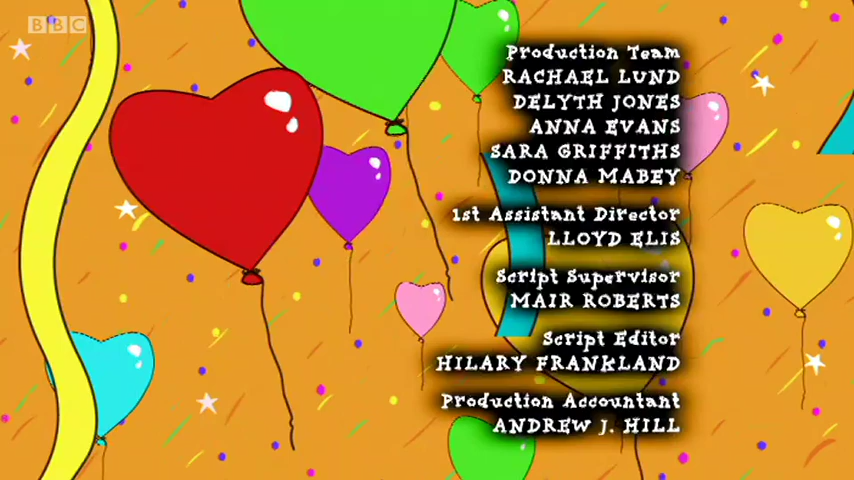 BBC
Production Team
RACHAEL LUND
DELYTH JONES
ANNA EVANS
SARA GRIFFITHS
DONNA MABEY
1st Assistant Director
LLOYD ELIS
Script Supervisor
MAIR ROBERTS
Script Editor
HILARY FRANKLAND
Production Accountant
ANDREW J. HILL